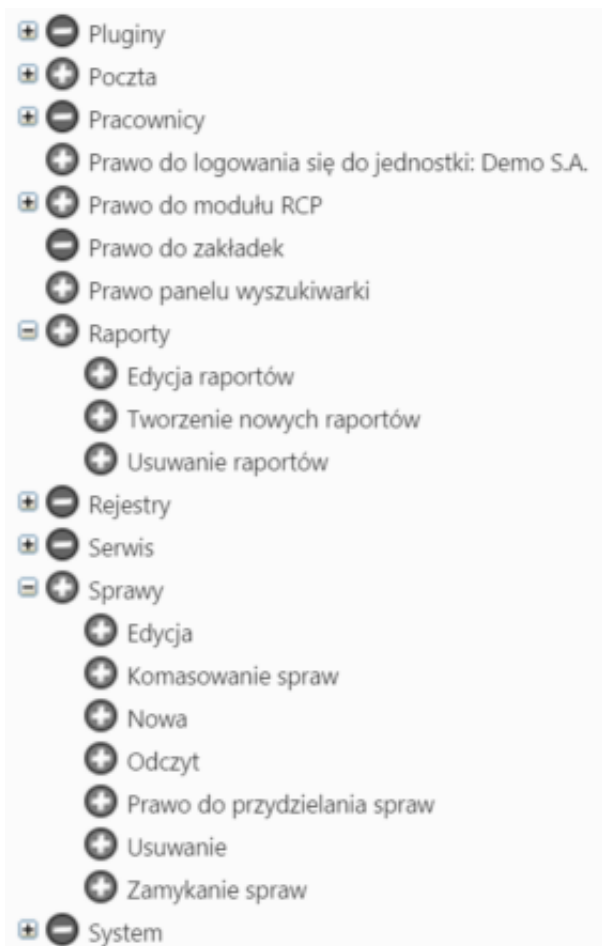 Pluginy
Poczta
Pracownicy
Prawo do logowania się do jednostki: Demo S.A.
Prawo do modułu RCP
Prawo do zakładek
Prawo panelu wyszukiwarki
Raporty
Edycja raportów
Tworzenie nowych raportów
Usuwanie raportów
Rejestry
Serwis
Sprawy
Edycja
Komasowanie spraw
Nowa
Odczyt
Prawo do przydzielania spraw
Usuwanie
Zamykanie spraw
System